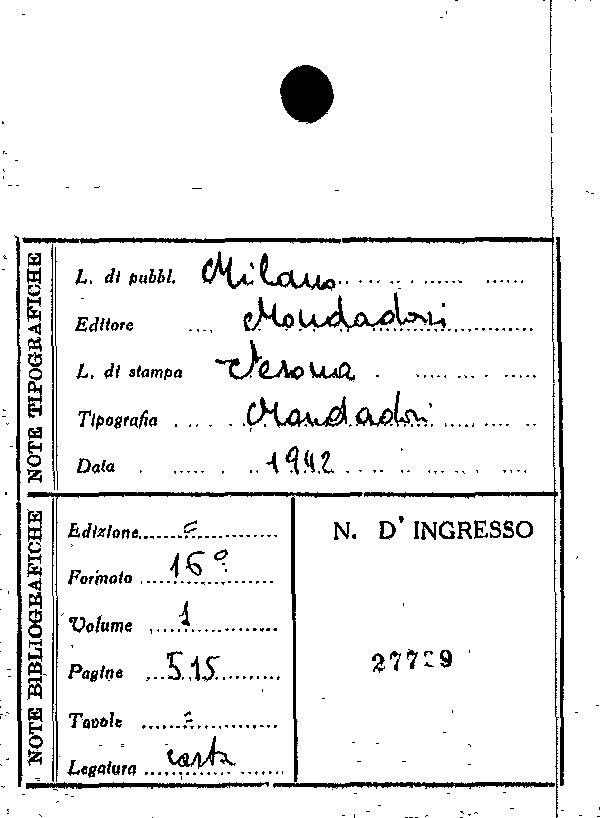 NOTE TIPOGRAFICHE
L. di pubbl. Milano
Editore Mondadori
L. di stampa Verona
Tipografia Mondadori
Data 1942
NOTE BIBLIOGRAFICHE
Edizione =
Formato 16°
Volume 1
Pagine 515
Tavole =
Legatura carta
N. D'INGRESSO